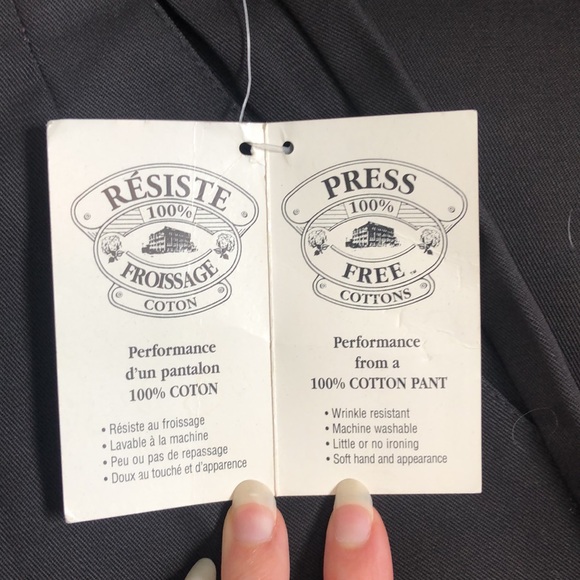 RÉSISTE
100%
FROISSAGE
COTON
Performance
d'un pantalon
100% COTON
• Résiste au froissage
• Lavable à la machine
• Peu ou pas de repassage
• Doux au touché et d'apparence
PRESS
100%
FREE™
COTTONS
Performance
from a
100% COTTON PANT
• Wrinkle resistant
• Machine washable
• Little or no ironing
• Soft hand and appearance